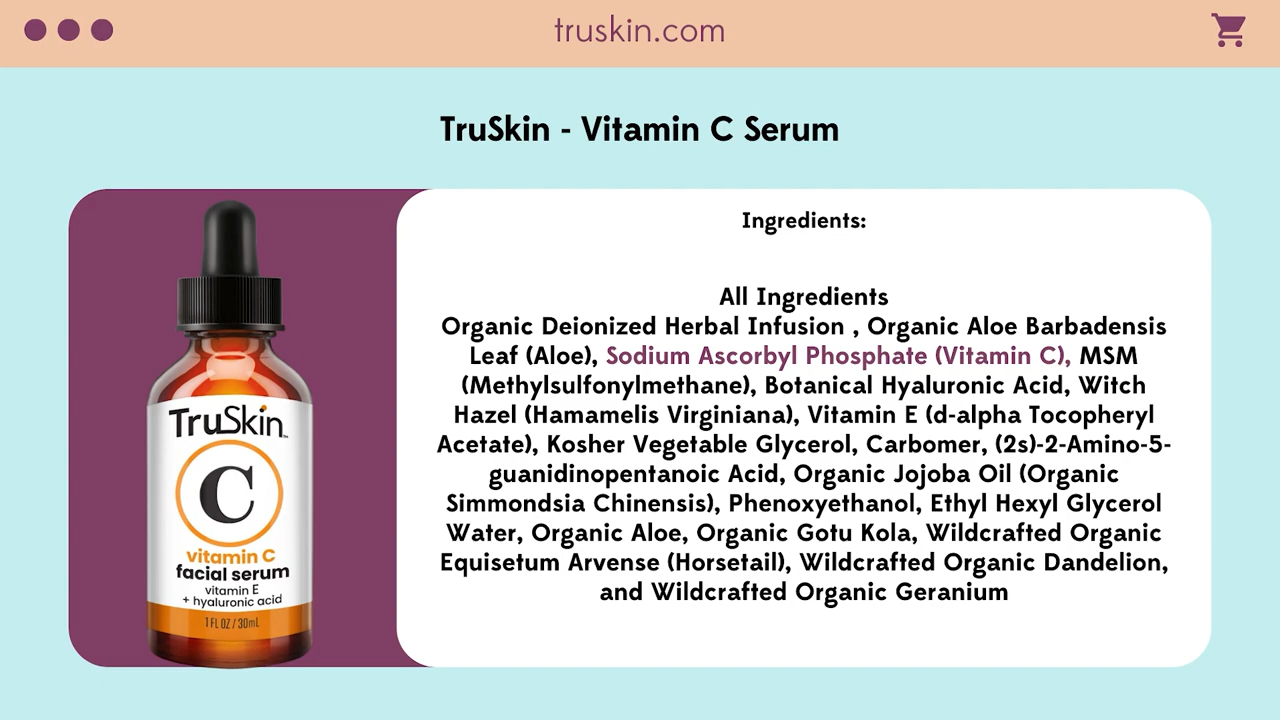 truskin.com
TruSkin - Vitamin C Serum
TruSkin™
C
vitamin C
facial serum
vitamin E
+ hyaluronic acid
1 FL OZ / 30mL
Ingredients:
All Ingredients
Organic Deionized Herbal Infusion , Organic Aloe Barbadensis
Leaf (Aloe), Sodium Ascorbyl Phosphate (Vitamin C), MSM
(Methylsulfonylmethane), Botanical Hyaluronic Acid, Witch
Hazel (Hamamelis Virginiana), Vitamin E (d-alpha Tocopheryl
Acetate), Kosher Vegetable Glycerol, Carbomer, (2s)-2-Amino-5-
guanidinopentanoic Acid, Organic Jojoba Oil (Organic
Simmondsia Chinensis), Phenoxyethanol, Ethyl Hexyl Glycerol
Water, Organic Aloe, Organic Gotu Kola, Wildcrafted Organic
Equisetum Arvense (Horsetail), Wildcrafted Organic Dandelion,
and Wildcrafted Organic Geranium